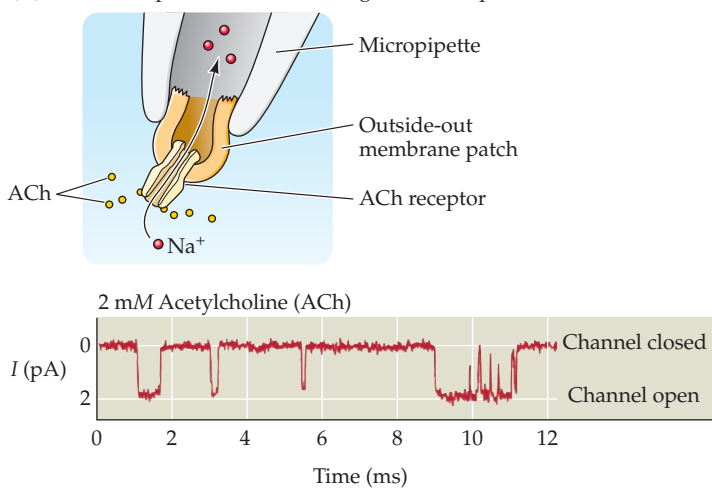 Micropipette
Outside-out
membrane patch
ACh
ACh receptor
Na⁺
2 mM Acetylcholine (ACh)
0
Channel closed
I (pA)
2
Channel open
0 2 4 6 8 10 12
Time (ms)